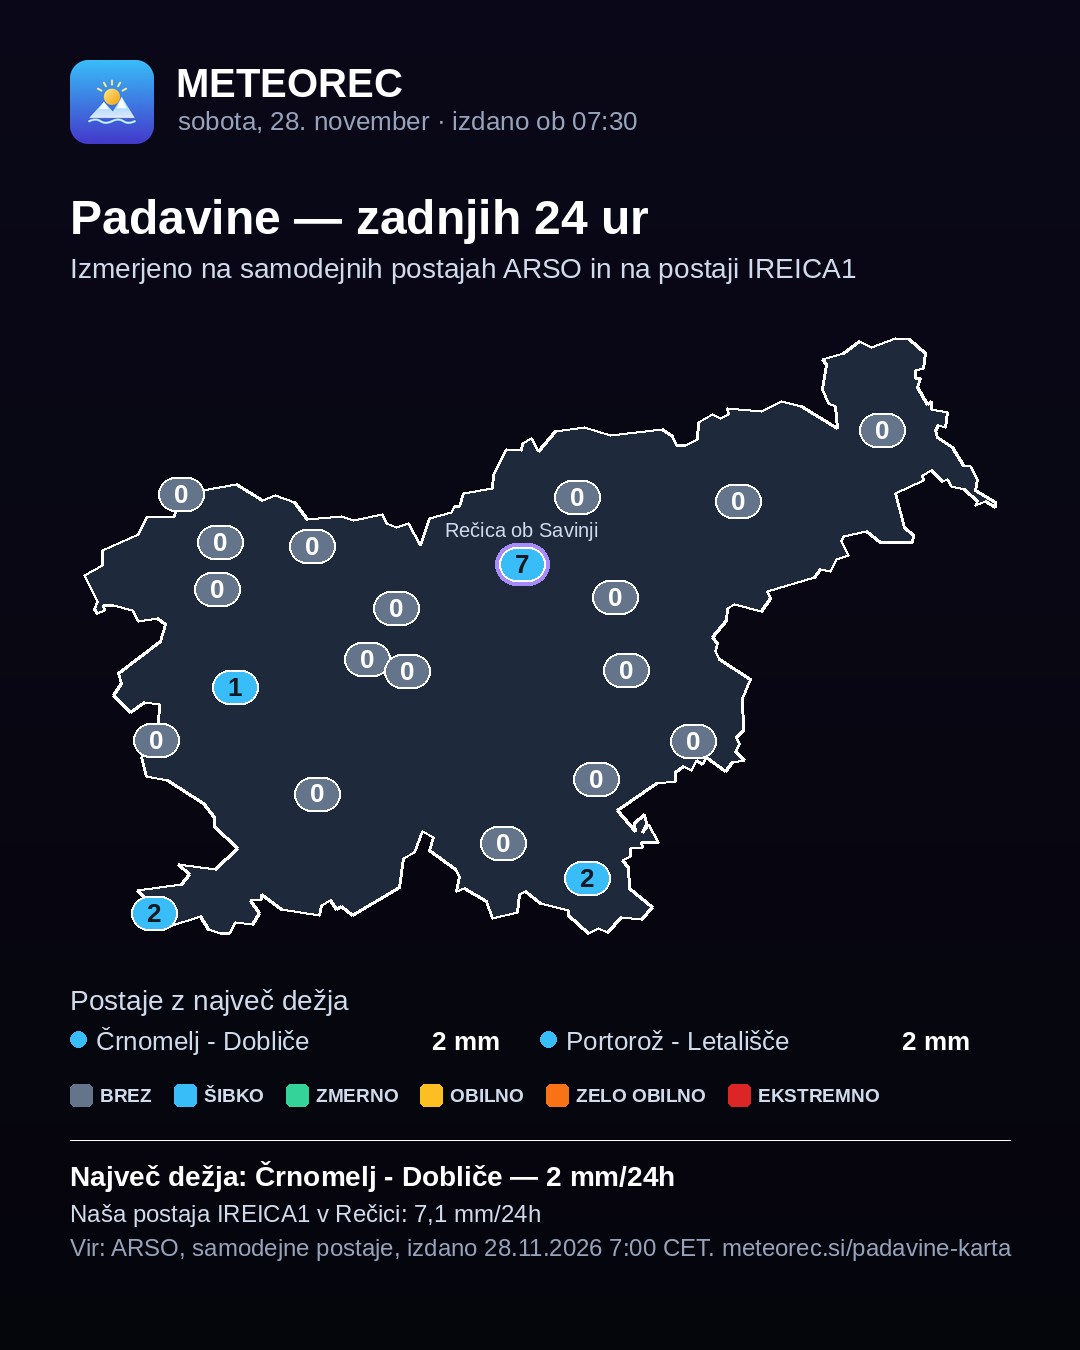 METEOREC
sobota, 28. november · izdano ob 07:30
Padavine — zadnjih 24 ur
Izmerjeno na samodejnih postajah ARSO in na postaji IREICA1
0
0
0
0
0
0
Rečica ob Savinji
7
0
0
0
0
0
0
1
0
0
0
0
0
2
2
Postaje z največ dežja
Črnomelj - Dobliče 2 mm Portorož - Letališče 2 mm
BREZ ŠIBKO ZMERNO OBILNO ZELO OBILNO EKSTREMNO
Največ dežja: Črnomelj - Dobliče — 2 mm/24h
Naša postaja IREICA1 v Rečici: 7,1 mm/24h
Vir: ARSO, samodejne postaje, izdano 28.11.2026 7:00 CET. meteorec.si/padavine-karta